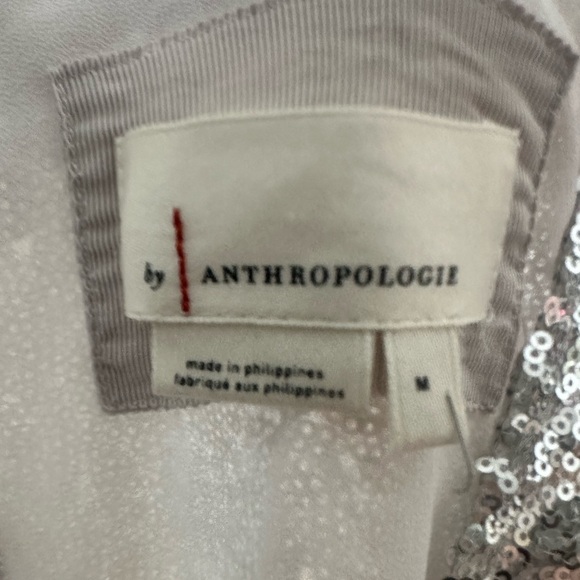 by ANTHROPOLOGIE
made in philippines
fabriqué aux philippines
M